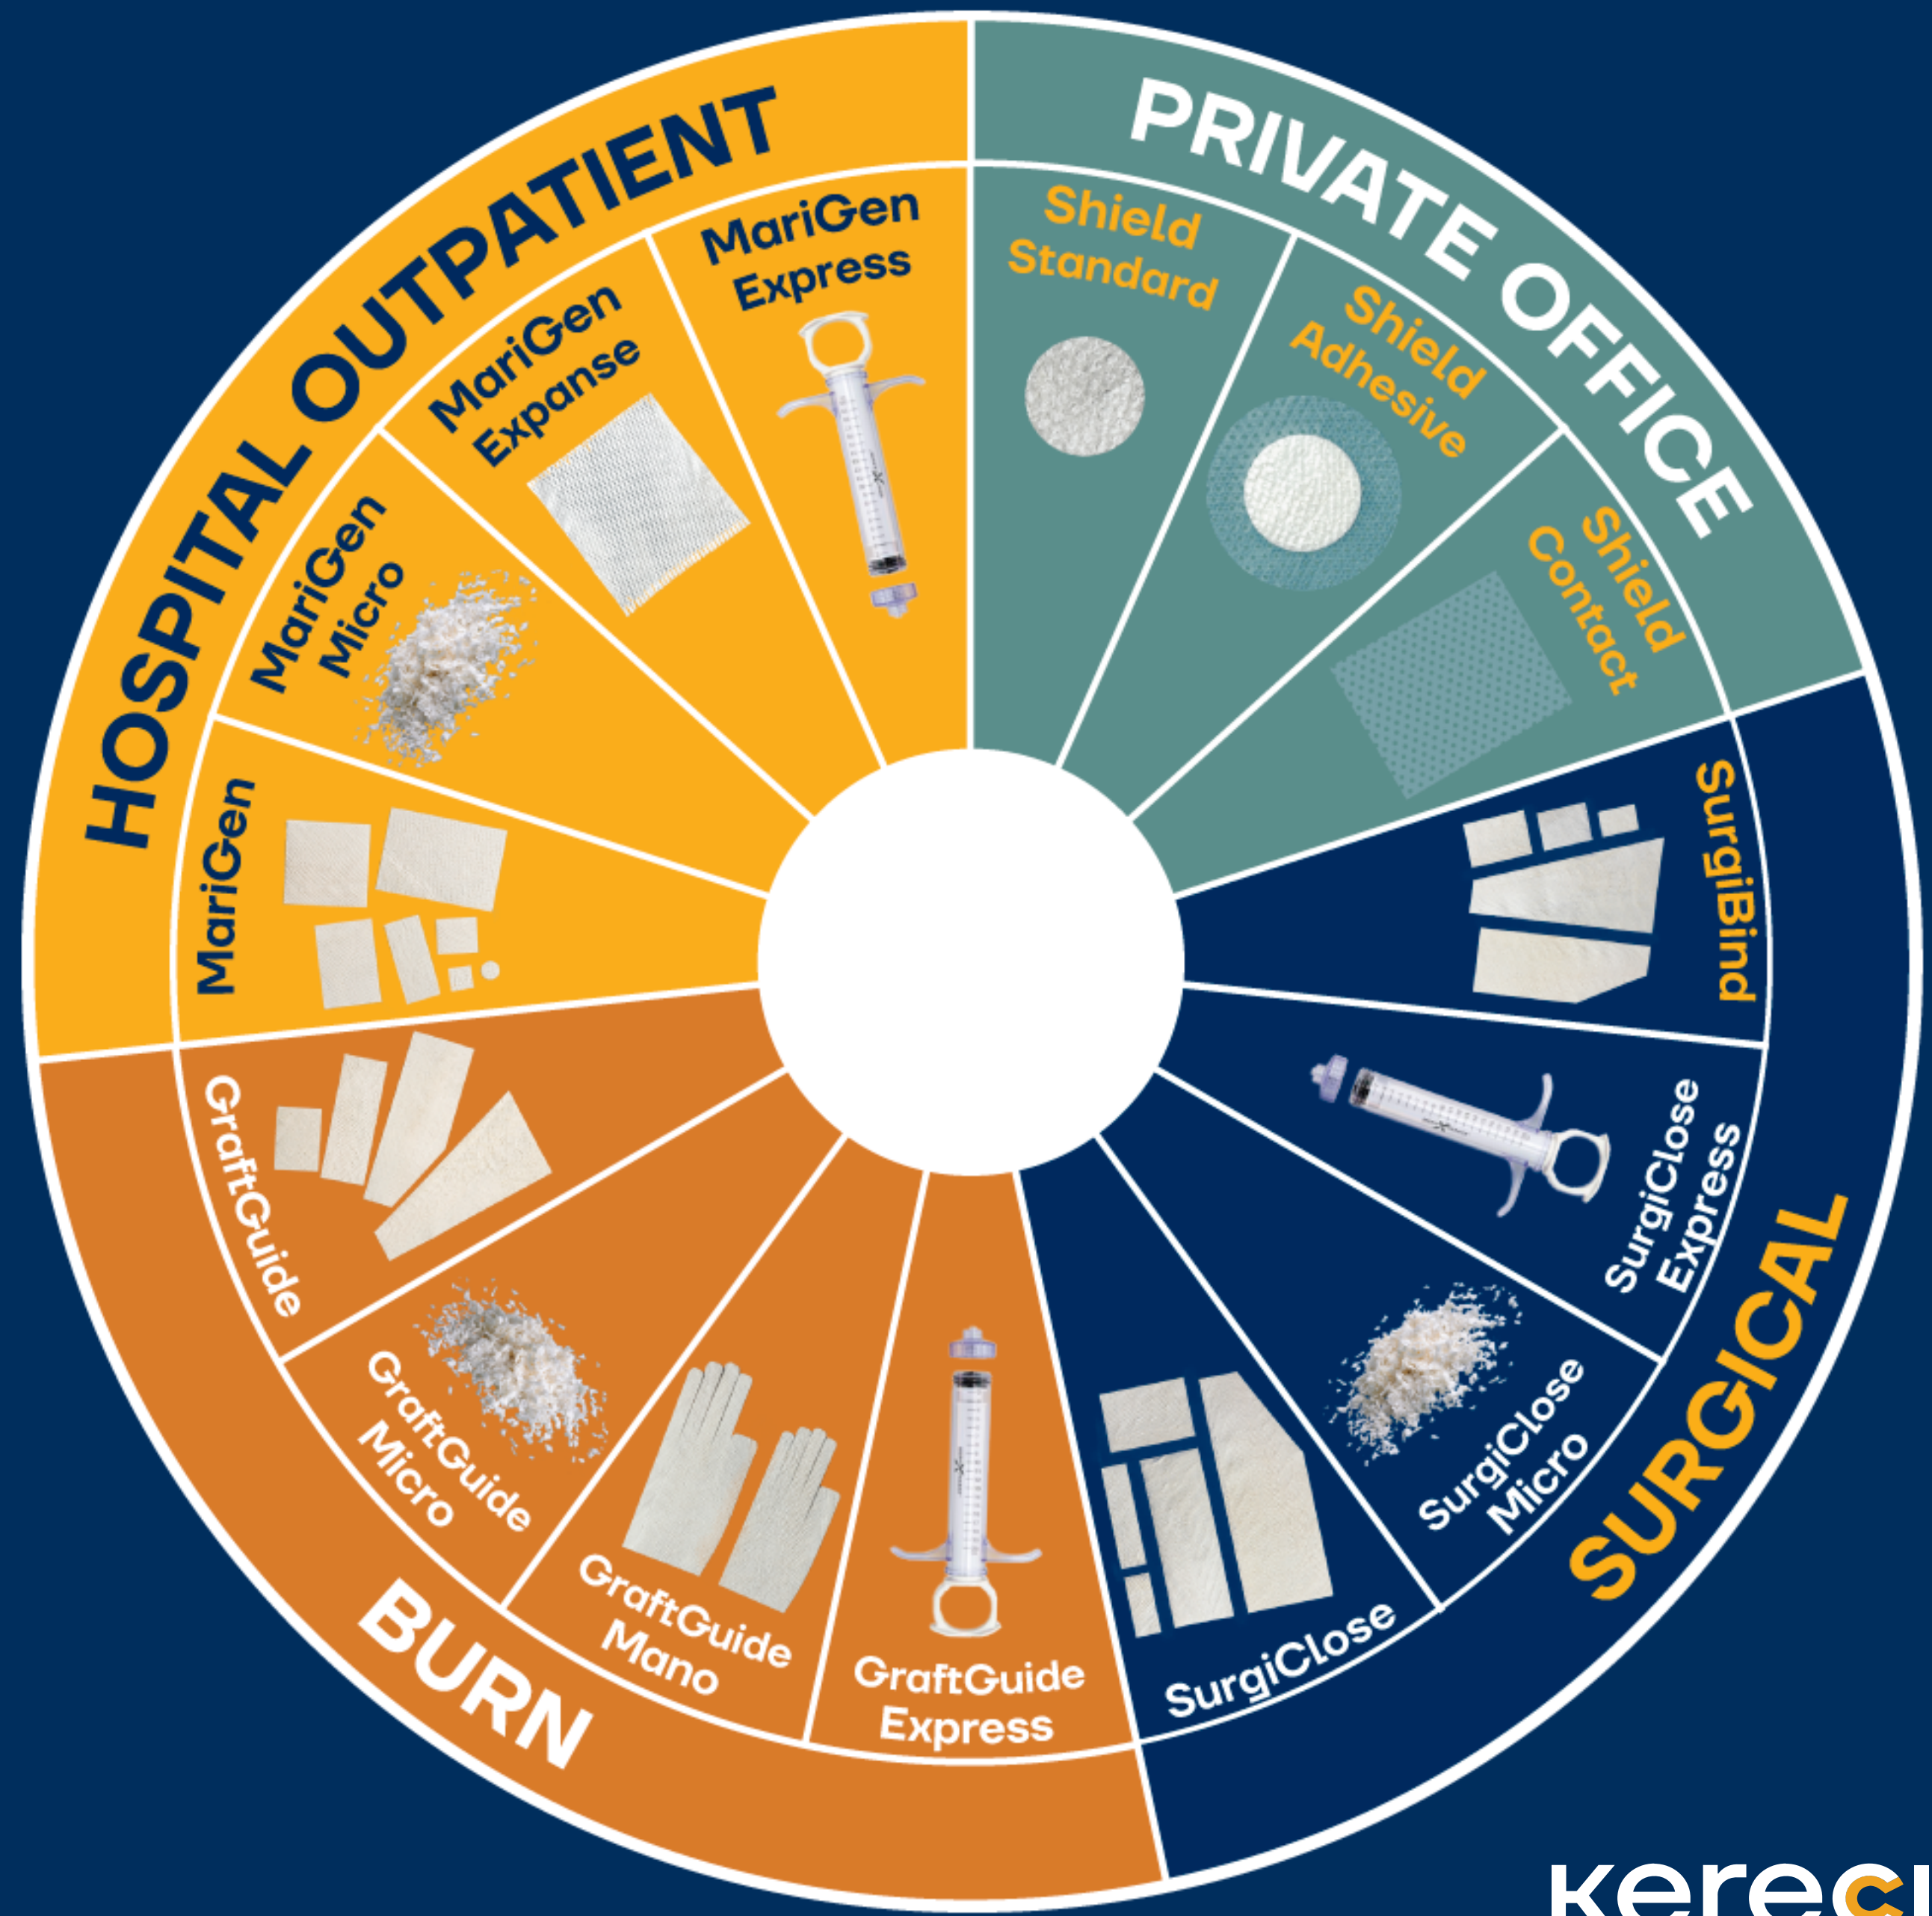 HOSPITAL OUTPATIENT
MariGen
Express
MariGen
Expanse
MariGen
Micro
MariGen
PRIVATE OFFICE
Shield
Standard
Shield
Adhesive
Shield
Contact
SURGICAL
SurgiBind
SurgiClose
Express
SurgiClose
Micro
SurgiClose
BURN
GraftGuide
GraftGuide
Micro
GraftGuide
Mano
GraftGuide
Express
kereci